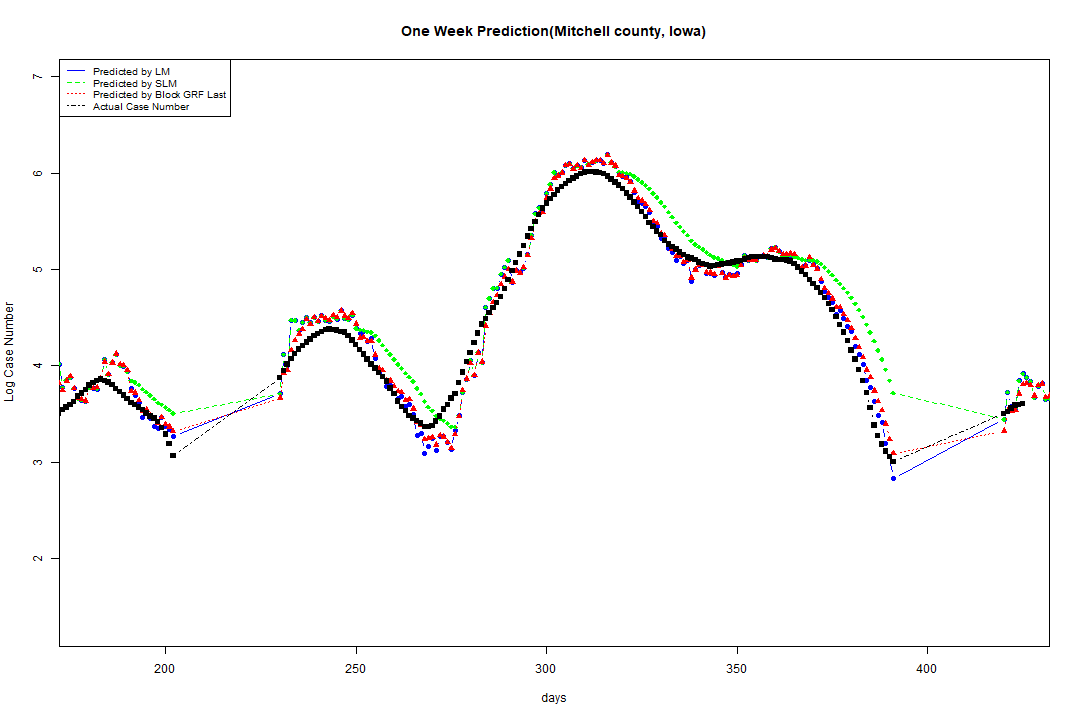 One Week Prediction(Mitchell county, Iowa)
Predicted by LM
Predicted by SLM
Predicted by Block GRF Last
Actual Case Number
7
6
5
4
3
2
Log Case Number
200 250 300 350 400
days